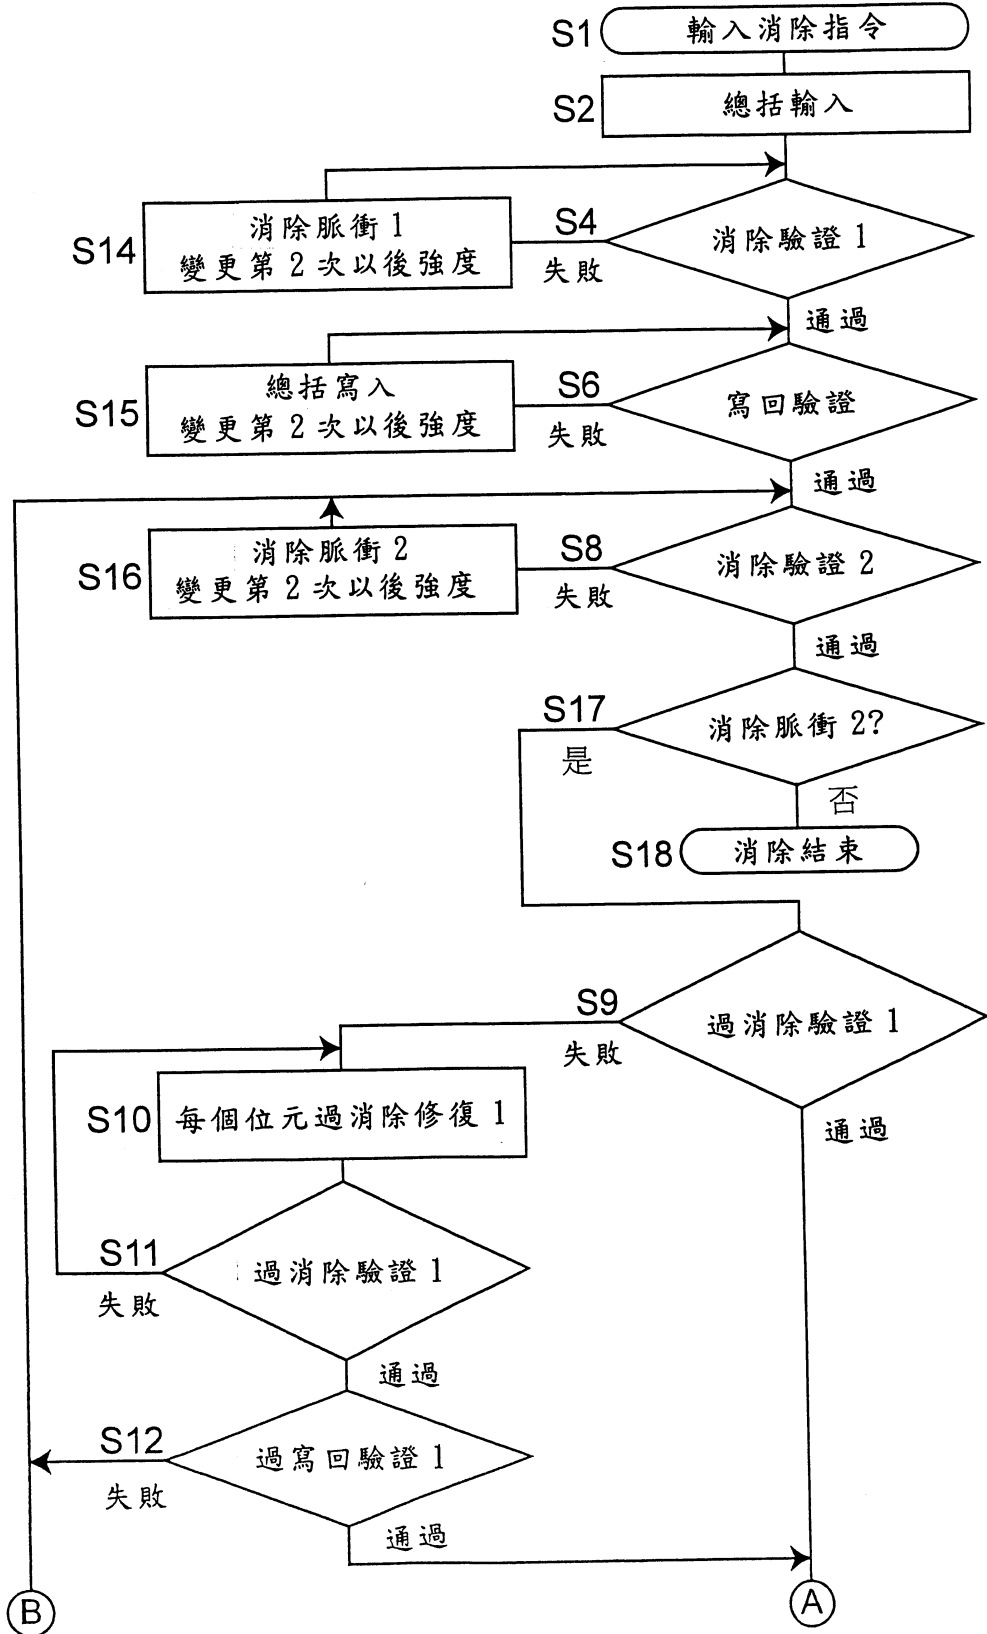 S1 輸入消除指令
S2 總括輸入
S14 消除脈衝 1
變更第 2 次以後強度
S4
失敗
消除驗證 1
通過
S15 總括寫入
變更第 2 次以後強度
S6
失敗
寫回驗證
通過
S16 消除脈衝 2
變更第 2 次以後強度
S8
失敗
消除驗證 2
通過
S17
是
消除脈衝 2?
否
S18 消除結束
S9
失敗
過消除驗證 1
通過
S10 每個位元過消除修復 1
S11
失敗
過消除驗證 1
通過
S12
失敗
過寫回驗證 1
通過
B
A